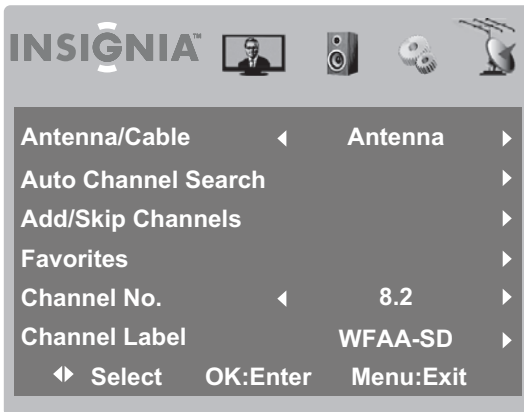 INSIGNIA™
Antenna/Cable Antenna
Auto Channel Search
Add/Skip Channels
Favorites
Channel No. 8.2
Channel Label WFAA-SD
Select OK:Enter Menu:Exit